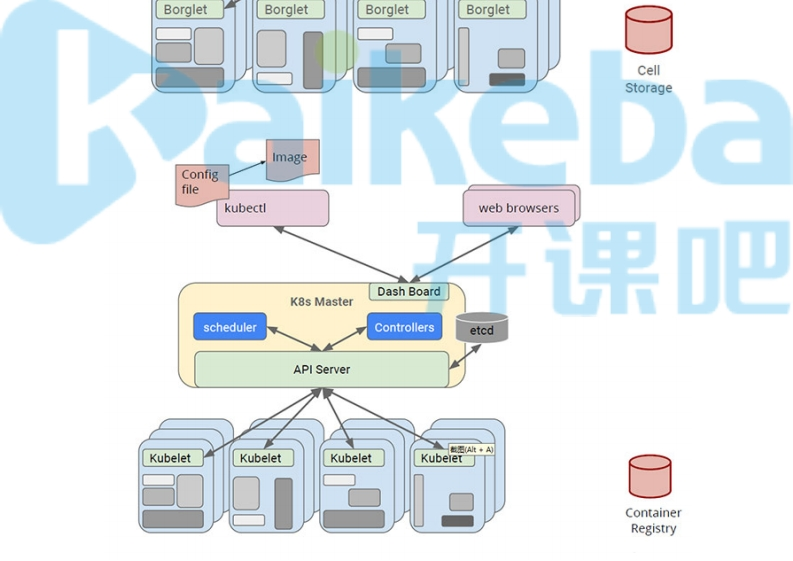 Borglet
Borglet
Borglet
Borglet
Cell
Storage
Kaikeba
开课吧
Image
Config
file
kubectl
web browsers
Dash Board
K8s Master
scheduler
Controllers
etcd
API Server
截图(Alt + A)
Kubelet
Kubelet
Kubelet
Kubelet
Container
Registry